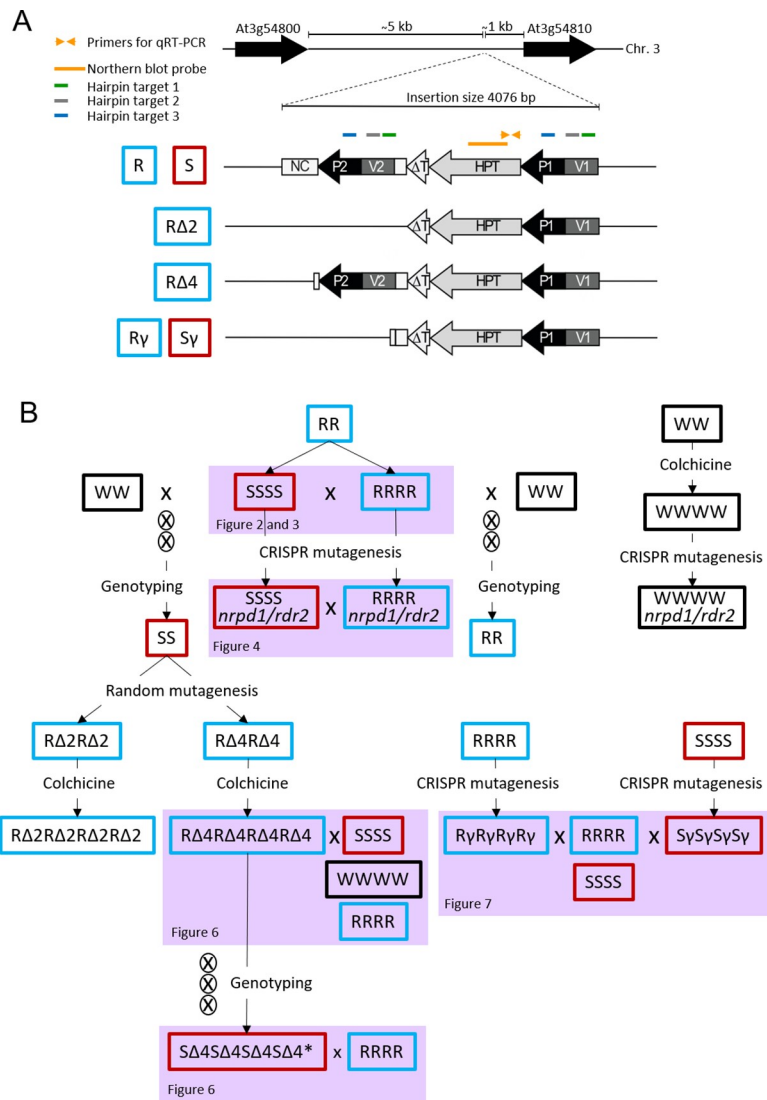 A
At3g54800
~5 kb
~1 kb
At3g54810
Primers for qRT-PCR
Chr. 3
Northern blot probe
Hairpin target 1
Hairpin target 2
Hairpin target 3
Insertion size 4076 bp
R S NC P2 V2 ΔT HPT P1 V1
RΔ2 ΔT HPT P1 V1
RΔ4 P2 V2 ΔT HPT P1 V1
Rγ Sγ ΔT HPT P1 V1
B
RR
WW
WW x SSSS x RRRR x WW
Colchicine
Figure 2 and 3
WWWW
CRISPR mutagenesis
CRISPR mutagenesis
Genotyping
Genotyping
SSSS
nrpd1/rdr2
x
RRRR
nrpd1/rdr2
WWWW
nrpd1/rdr2
Figure 4
SS
RR
Random mutagenesis
RΔ2RΔ2
RΔ4RΔ4
RRRR
SSSS
Colchicine
Colchicine
CRISPR mutagenesis
CRISPR mutagenesis
RΔ2RΔ2RΔ2RΔ2
RΔ4RΔ4RΔ4RΔ4 x SSSS
RγRγRγRγ x RRRR x SγSγSγSγ
WWWW
SSSS
RRRR
Figure 6
Figure 7
Genotyping
SΔ4SΔ4SΔ4SΔ4* x RRRR
Figure 6